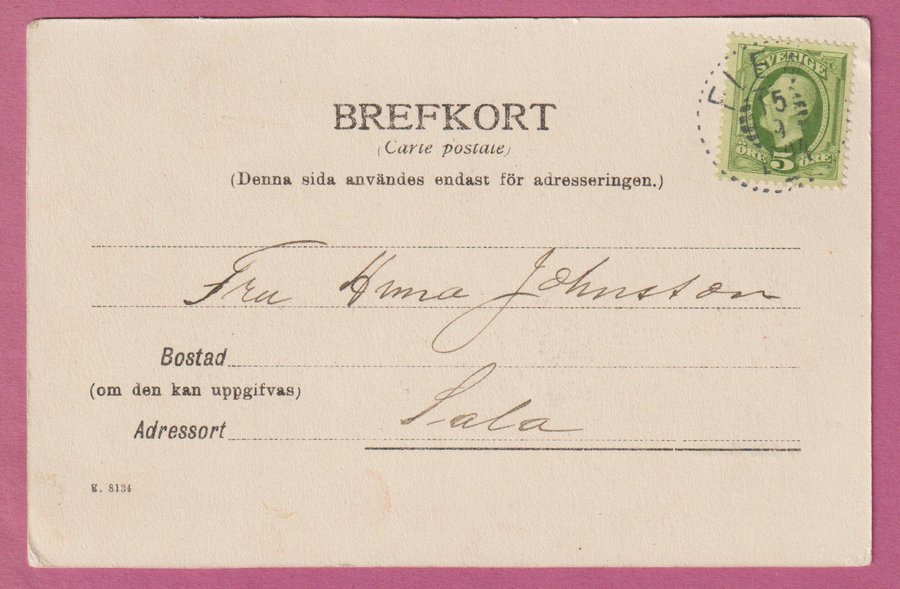 BREFKORT
(Carte postale)
(Denna sida användes endast för adresseringen.)
SVERIGE
5
ÖRE 5 ÖRE
Fru Anna Johnston
Bostad
(om den kan uppgifvas)
Sala
Adressort
E. 8134